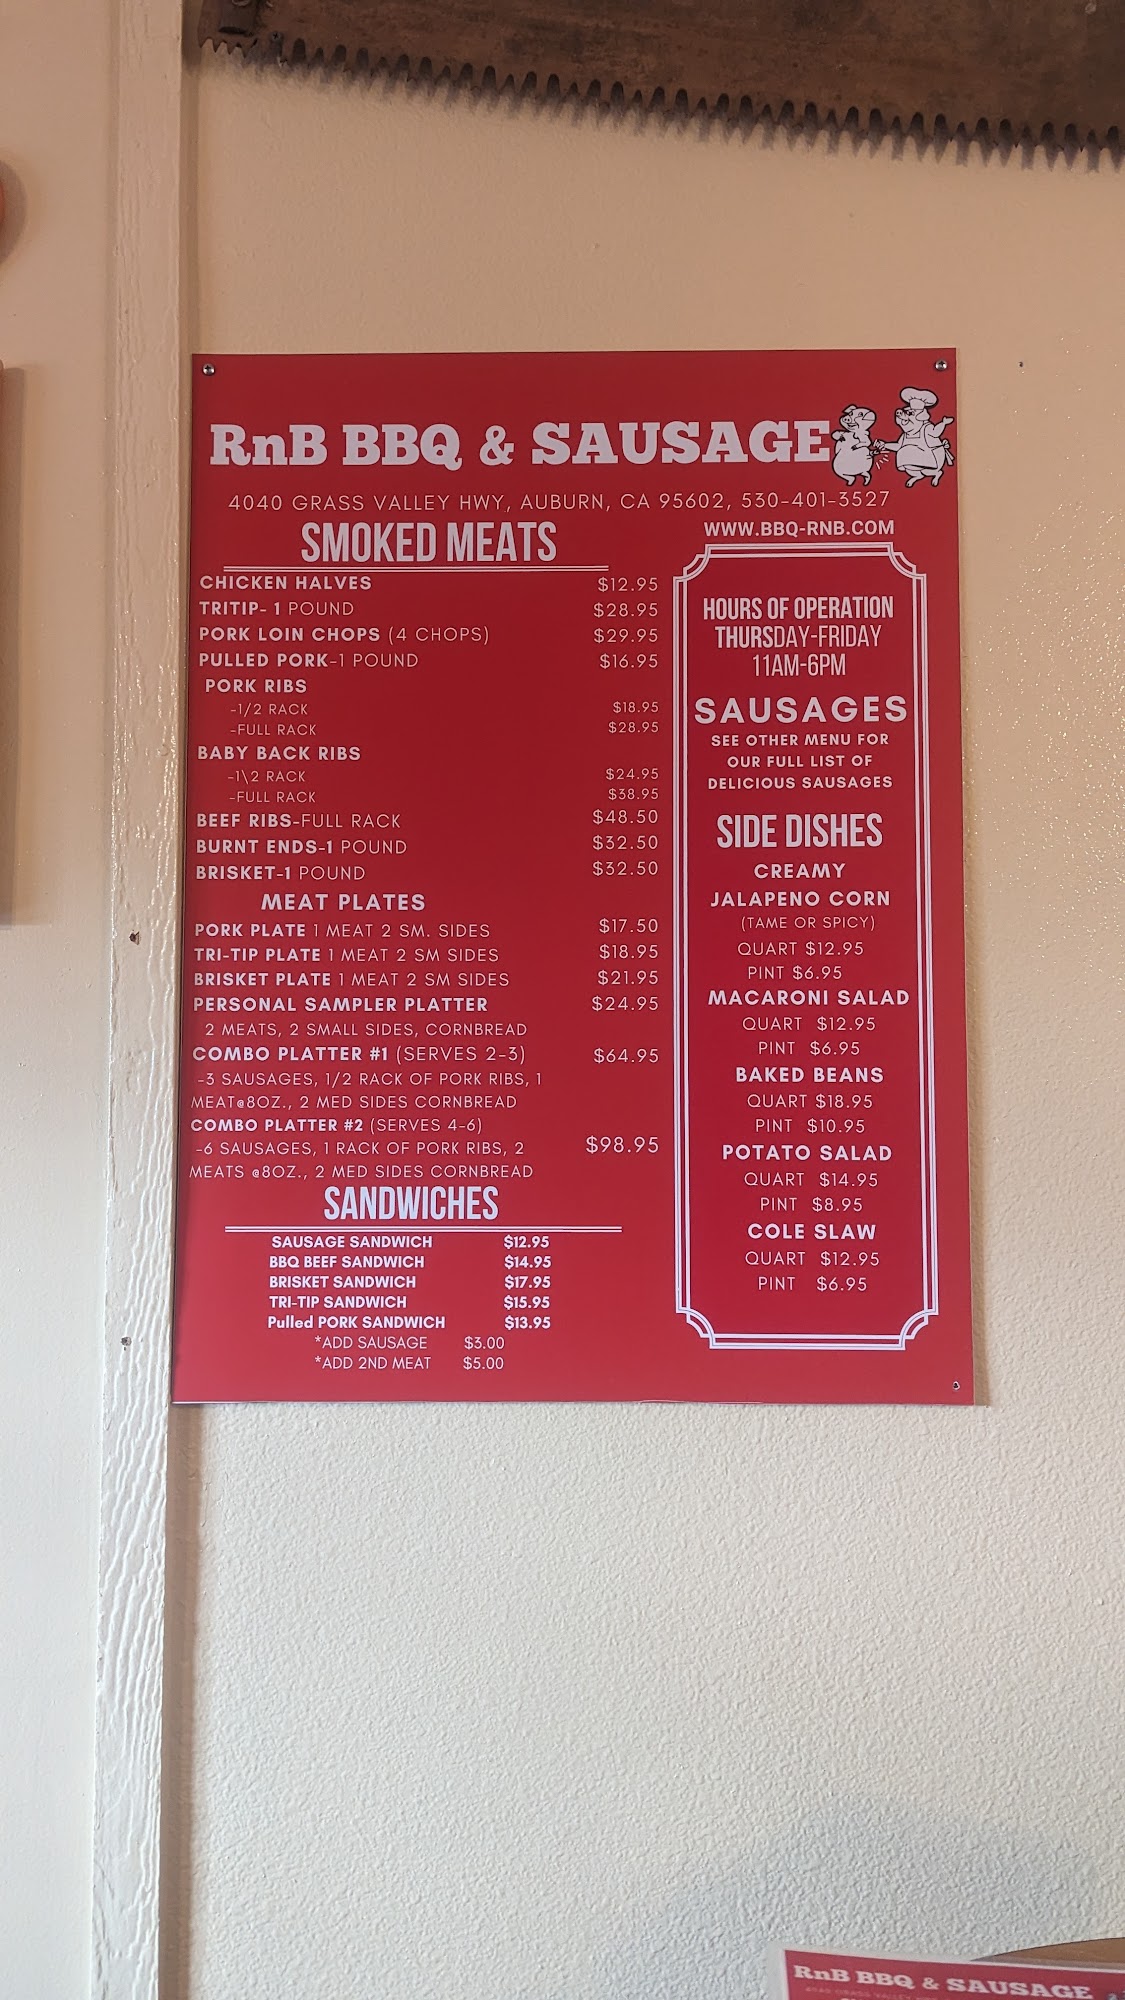 RnB BBQ & SAUSAGE
4040 GRASS VALLEY HWY, AUBURN, CA 95602, 530-401-3527
SMOKED MEATS
CHICKEN HALVES $12.95
TRITIP- 1 POUND $28.95
PORK LOIN CHOPS (4 CHOPS) $29.95
PULLED PORK-1 POUND $16.95
PORK RIBS
-1/2 RACK $18.95
-FULL RACK $28.95
BABY BACK RIBS
-1\2 RACK $24.95
-FULL RACK $38.95
BEEF RIBS-FULL RACK $48.50
BURNT ENDS-1 POUND $32.50
BRISKET-1 POUND $32.50
MEAT PLATES
PORK PLATE 1 MEAT 2 SM. SIDES $17.50
TRI-TIP PLATE 1 MEAT 2 SM SIDES $18.95
BRISKET PLATE 1 MEAT 2 SM SIDES $21.95
PERSONAL SAMPLER PLATTER $24.95
2 MEATS, 2 SMALL SIDES, CORNBREAD
COMBO PLATTER #1 (SERVES 2-3) $64.95
-3 SAUSAGES, 1/2 RACK OF PORK RIBS, 1
MEAT@8OZ., 2 MED SIDES CORNBREAD
COMBO PLATTER #2 (SERVES 4-6)
-6 SAUSAGES, 1 RACK OF PORK RIBS, 2 $98.95
MEATS @8OZ., 2 MED SIDES CORNBREAD
SANDWICHES
SAUSAGE SANDWICH $12.95
BBQ BEEF SANDWICH $14.95
BRISKET SANDWICH $17.95
TRI-TIP SANDWICH $15.95
Pulled PORK SANDWICH $13.95
*ADD SAUSAGE $3.00
*ADD 2ND MEAT $5.00
WWW.BBQ-RNB.COM
HOURS OF OPERATION
THURSDAY-FRIDAY
11AM-6PM
SAUSAGES
SEE OTHER MENU FOR
OUR FULL LIST OF
DELICIOUS SAUSAGES
SIDE DISHES
CREAMY
JALAPENO CORN
(TAME OR SPICY)
QUART $12.95
PINT $6.95
MACARONI SALAD
QUART $12.95
PINT $6.95
BAKED BEANS
QUART $18.95
PINT $10.95
POTATO SALAD
QUART $14.95
PINT $8.95
COLE SLAW
QUART $12.95
PINT $6.95
RnB BBQ & SAUSAGE